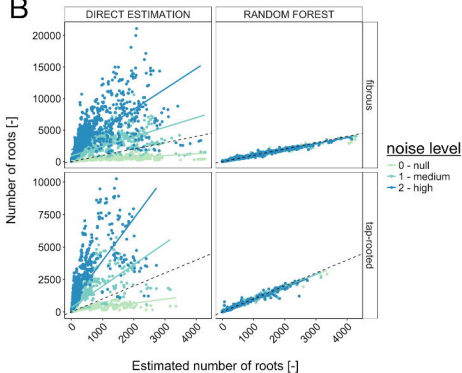 B
DIRECT ESTIMATION RANDOM FOREST
20000
15000
10000
5000
0
fibrous
10000
7500
5000
2500
0
tap-rooted
Number of roots [-]
0 1000 2000 3000 4000 0 1000 2000 3000 4000
Estimated number of roots [-]
noise level
0 - null
1 - medium
2 - high